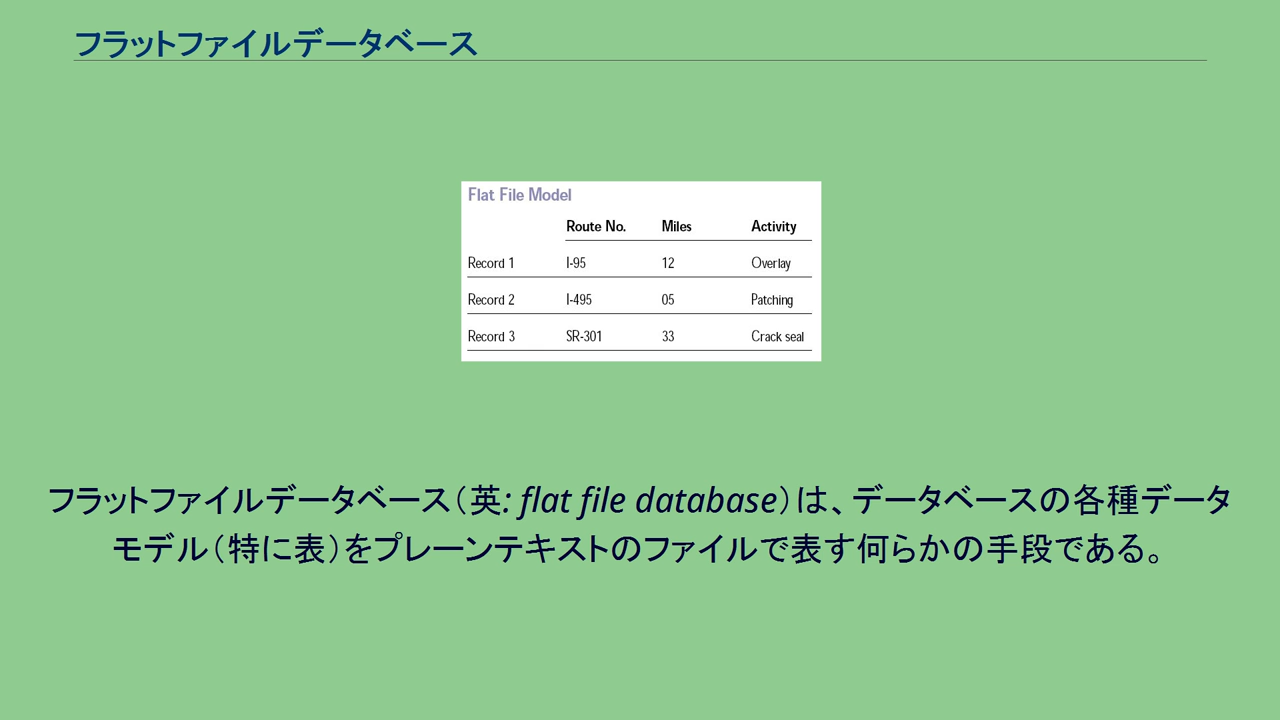 フラットファイルデータベース
Flat File Model
Route No. Miles Activity
Record 1 I-95 12 Overlay
Record 2 I-495 05 Patching
Record 3 SR-301 33 Crack seal
フラットファイルデータベース（英: flat file database）は、データベースの各種データ
モデル（特に表）をプレーンテキストのファイルで表す何らかの手段である。